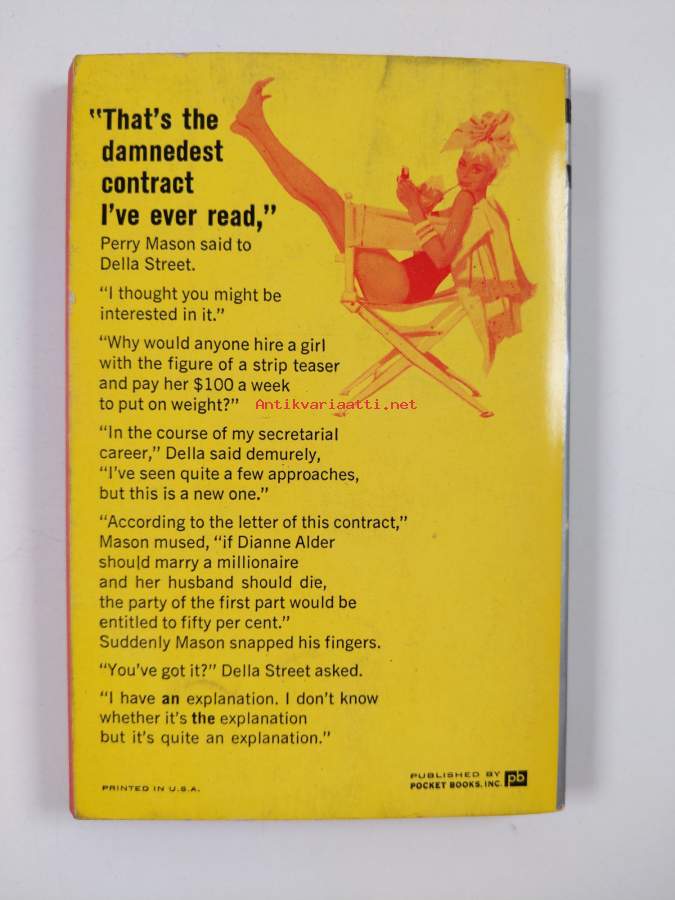 "That's the
damnedest
contract
I've ever read,"
Perry Mason said to
Della Street.
"I thought you might be
interested in it."
"Why would anyone hire a girl
with the figure of a strip teaser
and pay her $100 a week
to put on weight?"
Antikvariaatti.net
"In the course of my secretarial
career," Della said demurely,
"I've seen quite a few approaches,
but this is a new one."
"According to the letter of this contract,"
Mason mused, "if Dianne Alder
should marry a millionaire
and her husband should die,
the party of the first part would be
entitled to fifty per cent."
Suddenly Mason snapped his fingers.
"You've got it?" Della Street asked.
"I have an explanation. I don't know
whether it's the explanation
but it's quite an explanation."
PRINTED IN U.S.A.
PUBLISHED BY
POCKET BOOKS, INC.
pb